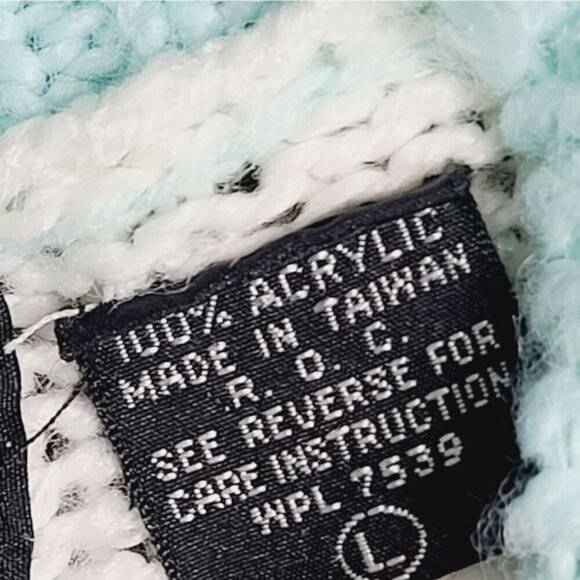 100% ACRYLIC
MADE IN TAIWAN
R. O. C.
SEE REVERSE FOR
CARE INSTRUCTION
WPL 7539
L